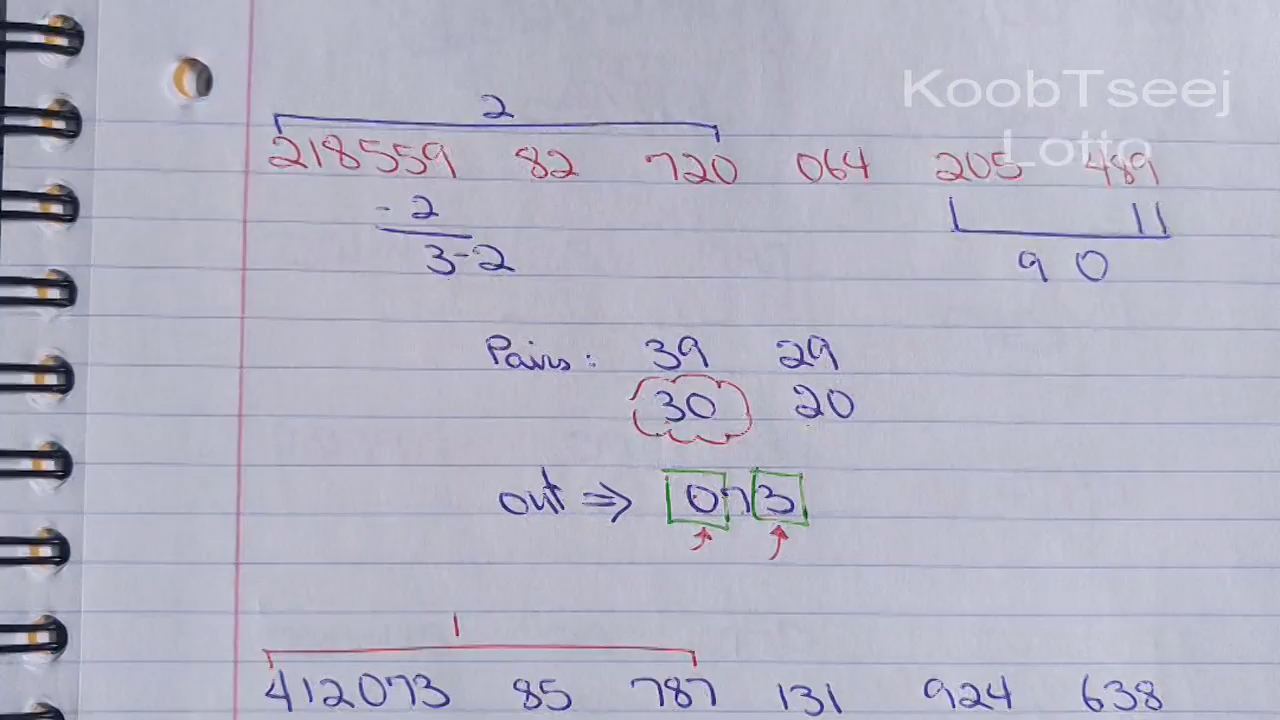 KoobTseej
Lotto
2
218559 82 720 064 205 489
- 2
3-2
9 0
Pairs: 39 29
30 20
out ⇒ 073
1
412073 85 787 131 924 638